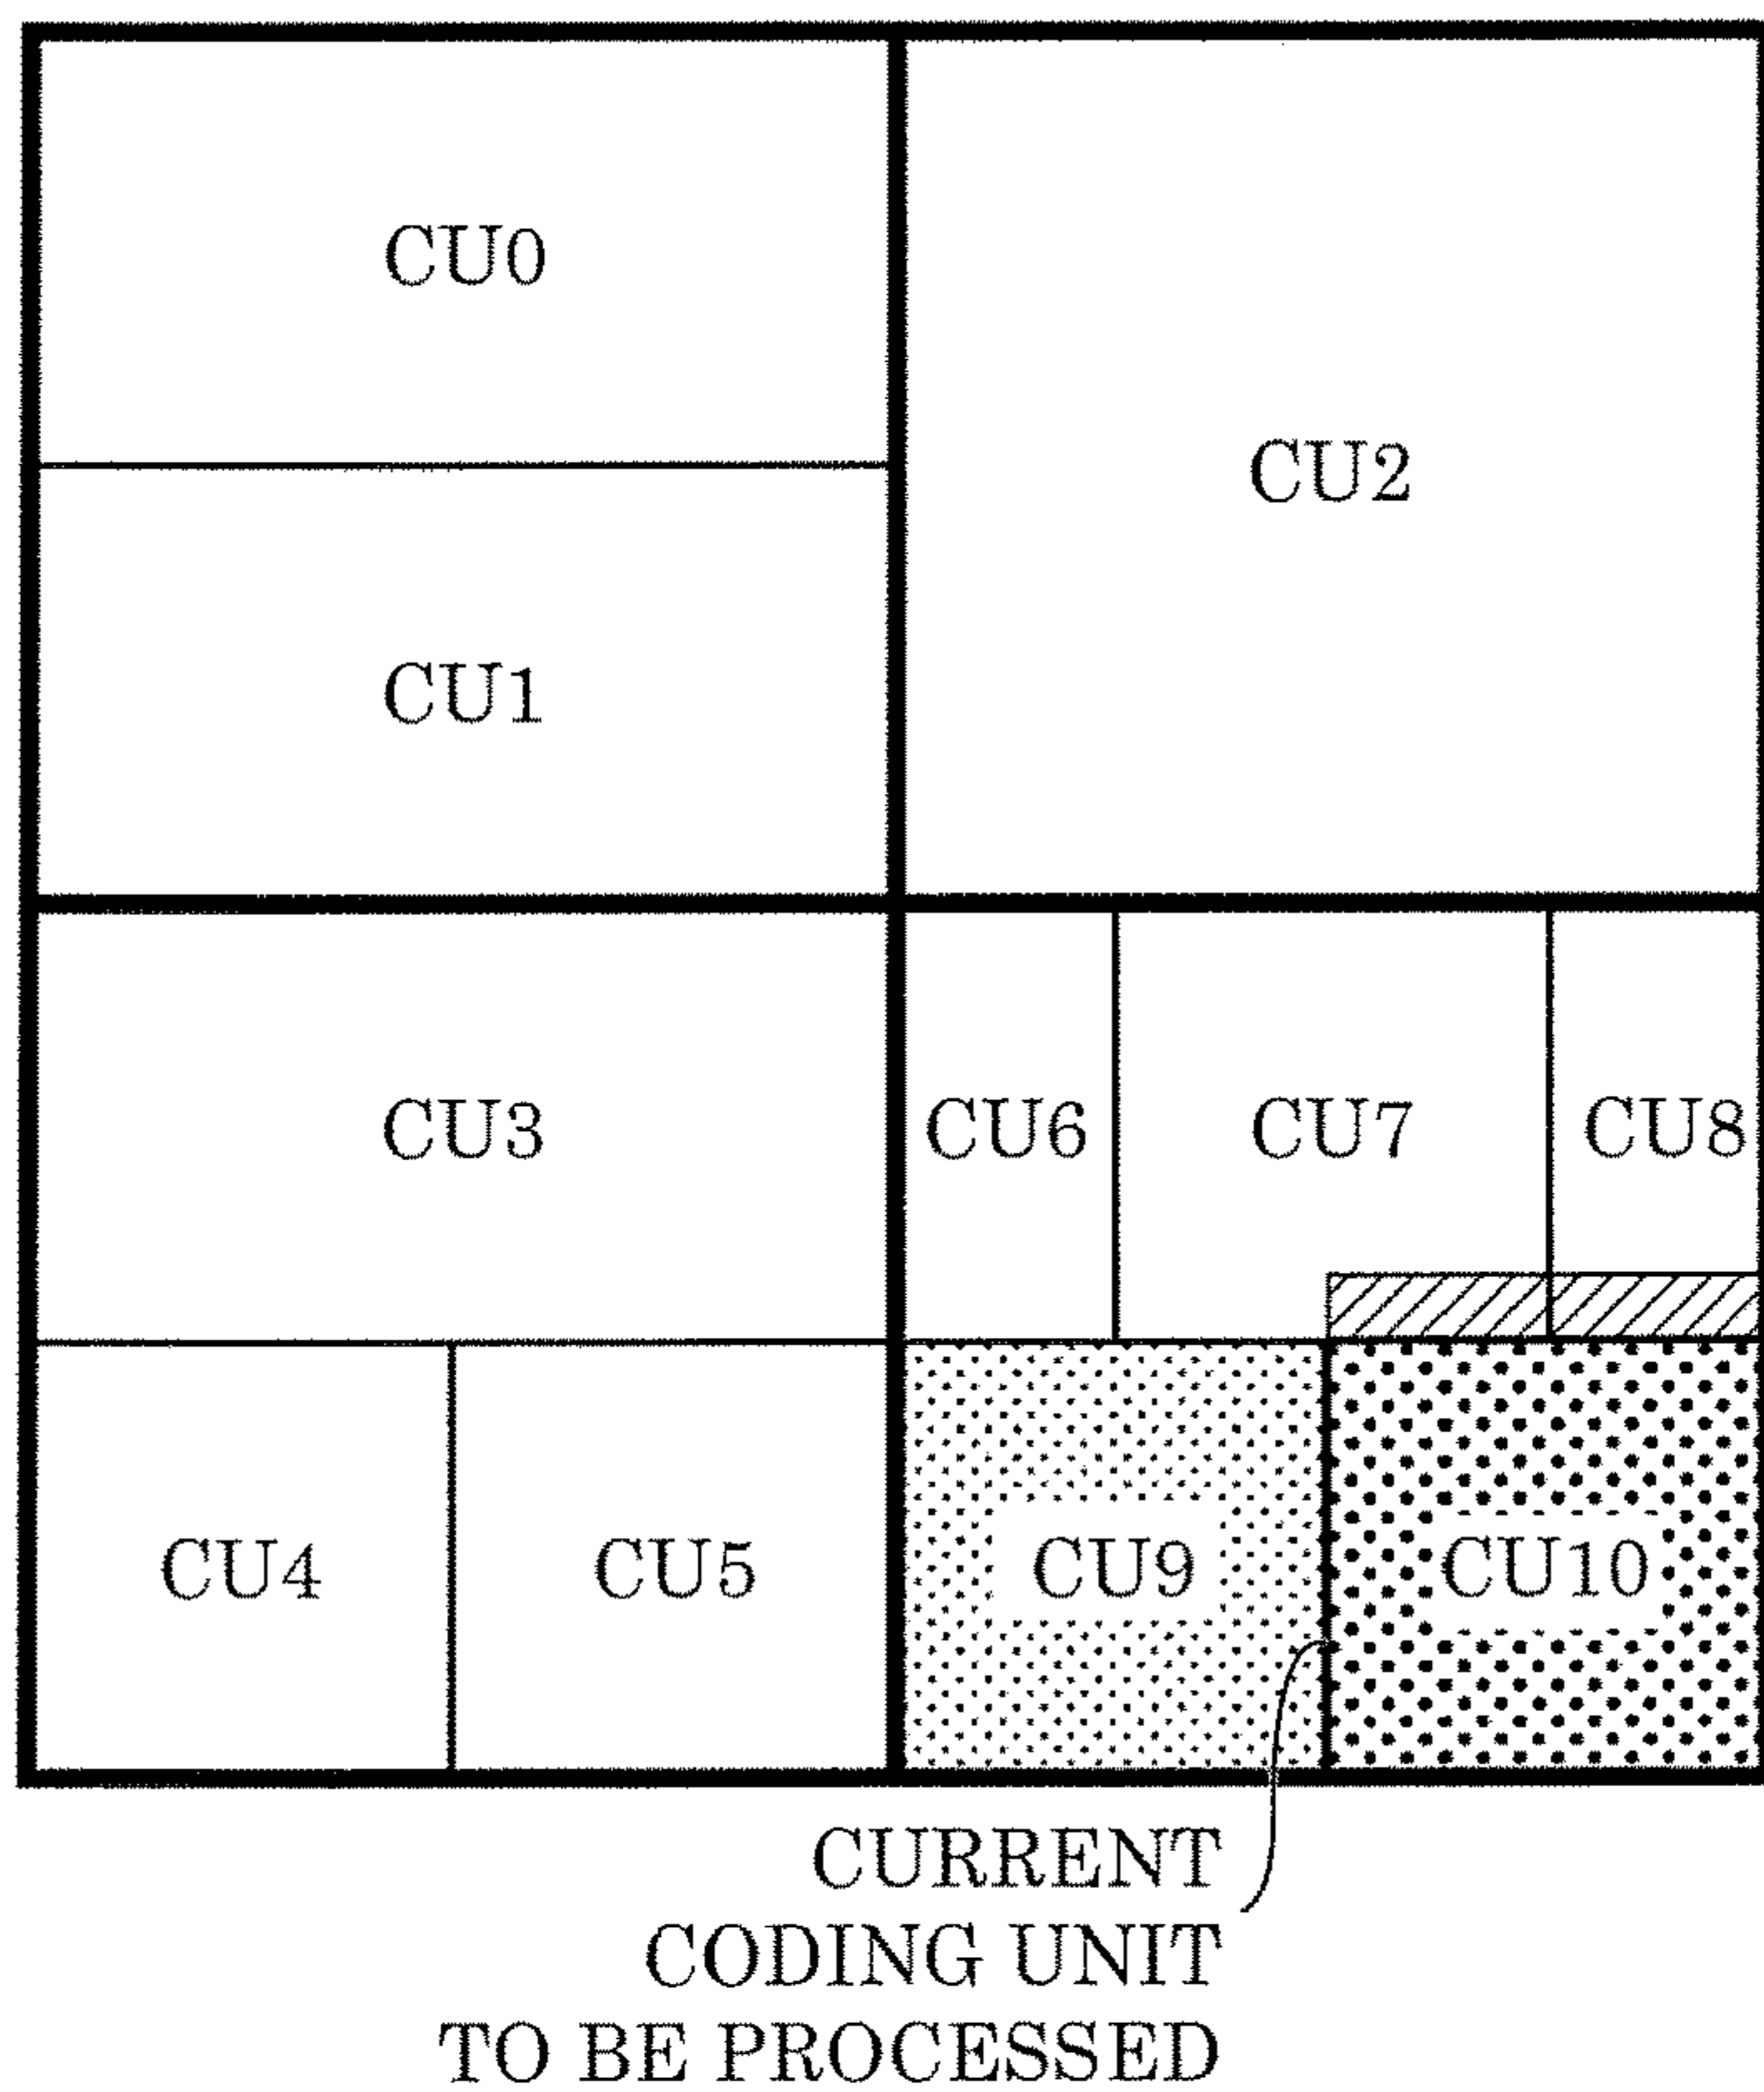 CU0
CU2
CU1
CU3
CU6
CU7
CU8
CU4
CU5
CU9
CU10
CURRENT
CODING UNIT
TO BE PROCESSED